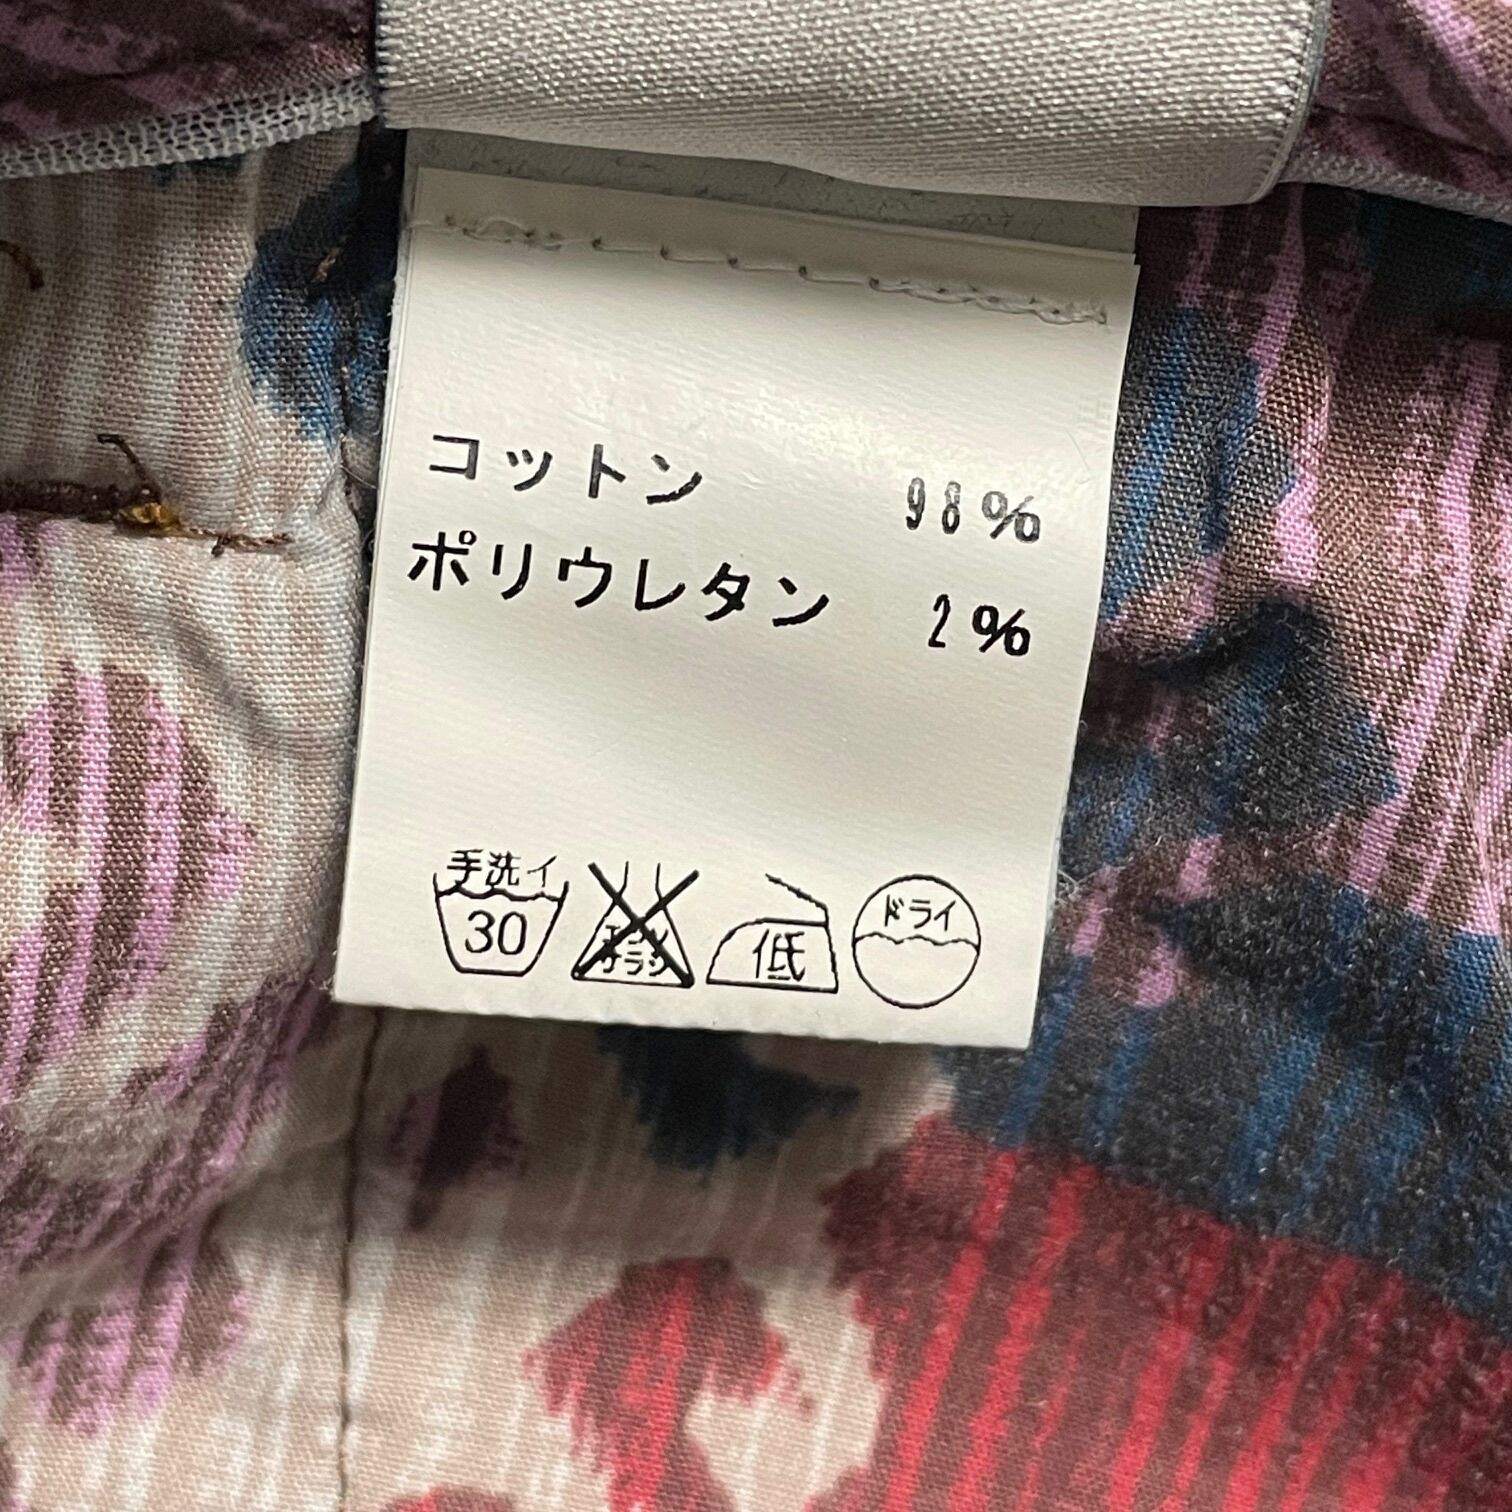 コットン 98%
ポリウレタン 2%
手洗イ
30
低
ドライ